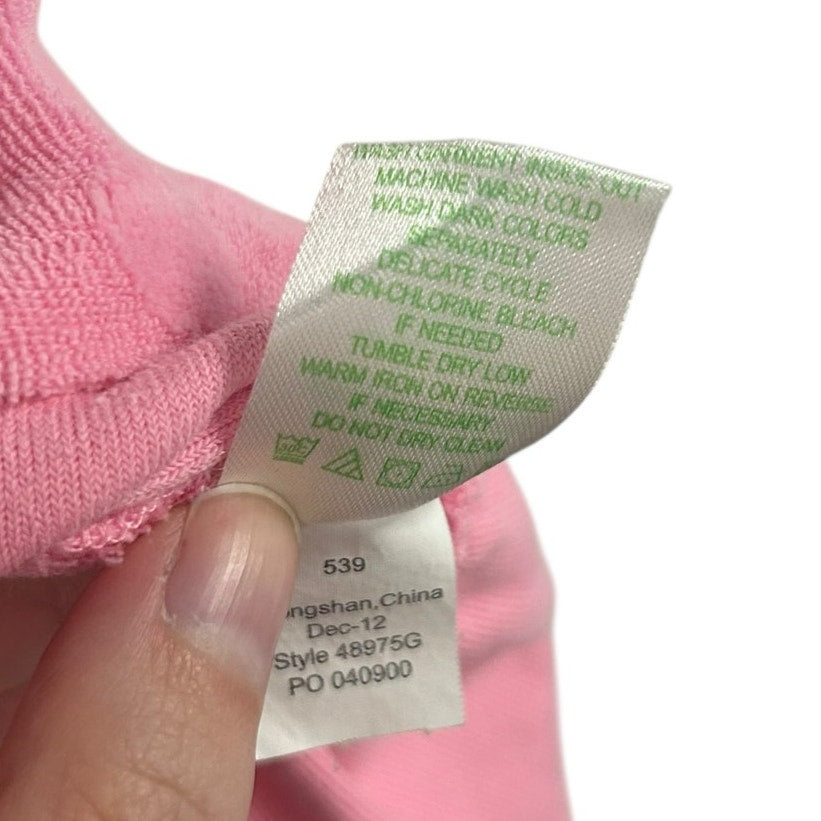 WASH GARMENT INSIDE OUT
MACHINE WASH COLD
WASH DARK COLORS
SEPARATELY
DELICATE CYCLE
NON-CHLORINE BLEACH
IF NEEDED
TUMBLE DRY LOW
WARM IRON ON REVERSE
IF NECESSARY
DO NOT DRY CLEAN
539
ongshan,China
Dec-12
Style 48975G
PO 040900